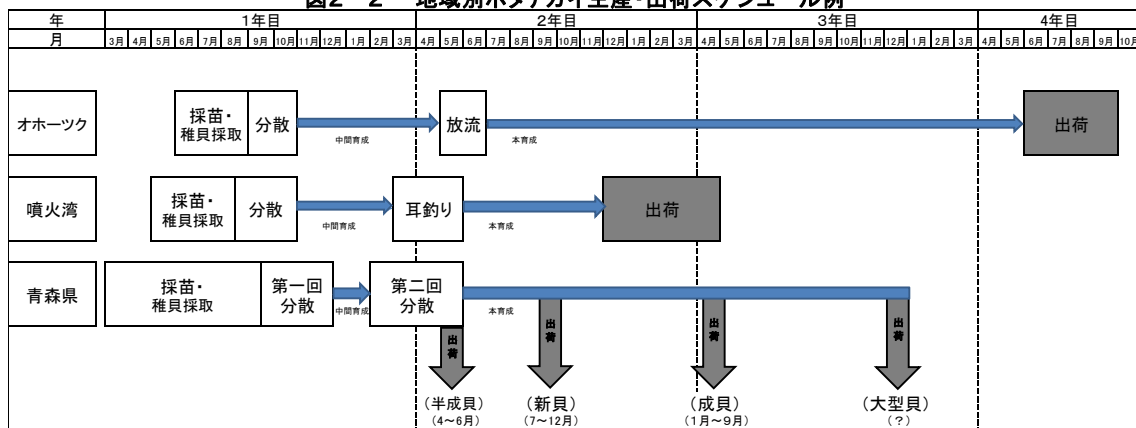 図2-2 地域別ホタテガイ生産・出荷スケジュール例
年 1年目 2年目 3年目 4年目
月 3月 4月 5月 6月 7月 8月 9月 10月 11月 12月 1月 2月 3月 4月 5月 6月 7月 8月 9月 10月 11月 12月 1月 2月 3月 4月 5月 6月 7月 8月 9月 10月 11月 12月 1月 2月 3月 4月 5月 6月 7月 8月 9月 10月
オホーツク
採苗・
稚貝採取
分散
中間育成
放流
本育成
出荷
噴火湾
採苗・
稚貝採取
分散
中間育成
耳釣り
本育成
出荷
青森県
採苗・
稚貝採取
第一回
分散
中間育成
第二回
分散
本育成
出荷
出荷
出荷
出荷
(半成貝) (新貝) (成貝) (大型貝)
(4～6月) (7～12月) (1月～9月) (?)